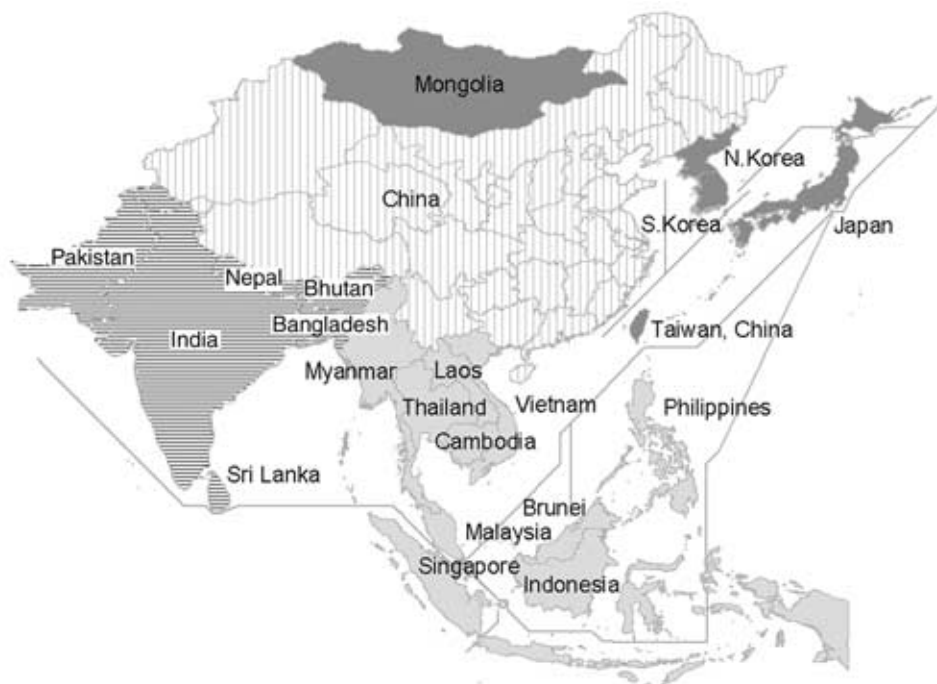 Mongolia
N.Korea
China
S.Korea
Japan
Pakistan
Nepal
Bhutan
Bangladesh
India
Taiwan, China
Myanmar
Laos
Thailand
Vietnam
Philippines
Cambodia
Sri Lanka
Brunei
Malaysia
Singapore
Indonesia